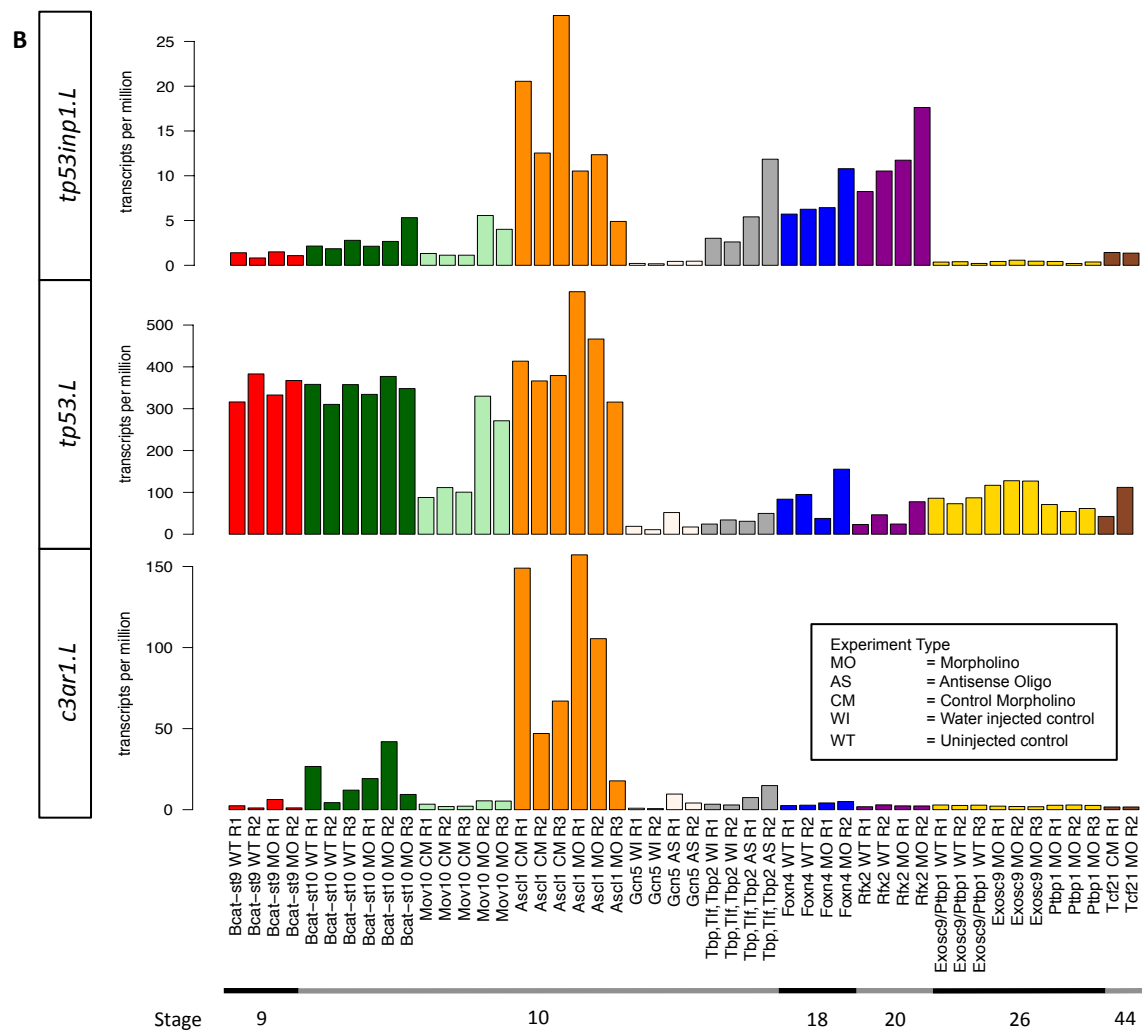 B
tp53inp1.L
transcripts per million
25
20
15
10
5
0
tp53.L
transcripts per million
500
400
300
200
100
0
c3ar1.L
transcripts per million
150
100
50
0
Experiment Type
MO = Morpholino
AS = Antisense Oligo
CM = Control Morpholino
WI = Water injected control
WT = Uninjected control
Bcat−st9 WT R1
Bcat−st9 WT R2
Bcat−st9 MO R1
Bcat−st9 MO R2
Bcat−st10 WT R1
Bcat−st10 WT R2
Bcat−st10 WT R3
Bcat−st10 MO R1
Bcat−st10 MO R2
Bcat−st10 MO R3
Mov10 CM R1
Mov10 CM R2
Mov10 CM R3
Mov10 MO R2
Mov10 MO R3
Ascl1 CM R1
Ascl1 CM R2
Ascl1 CM R3
Ascl1 MO R1
Ascl1 MO R2
Ascl1 MO R3
Gcn5 WI R1
Gcn5 WI R2
Gcn5 AS R1
Gcn5 AS R2
Tbp,Tlf,Tbp2 WI R1
Tbp,Tlf,Tbp2 WI R2
Tbp,Tlf,Tbp2 AS R1
Tbp,Tlf,Tbp2 AS R2
Foxn4 WT R1
Foxn4 WT R2
Foxn4 MO R1
Foxn4 MO R2
Rfx2 WT R1
Rfx2 WT R2
Rfx2 MO R1
Rfx2 MO R2
Exosc9/Ptbp1 WT R1
Exosc9/Ptbp1 WT R2
Exosc9/Ptbp1 WT R3
Exosc9 MO R1
Exosc9 MO R2
Exosc9 MO R3
Ptbp1 MO R1
Ptbp1 MO R2
Ptbp1 MO R3
Tcf21 CM R1
Tcf21 MO R2
Stage 9 10 18 20 26 44